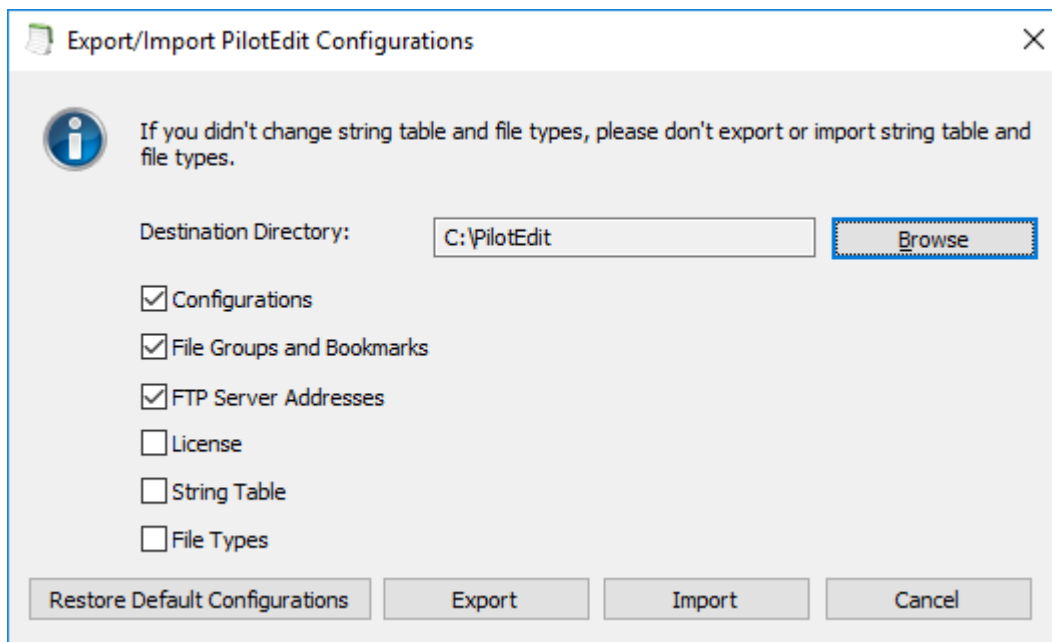 Export/Import PilotEdit Configurations
If you didn't change string table and file types, please don't export or import string table and
file types.
Destination Directory:
C:\PilotEdit
Browse
Configurations
File Groups and Bookmarks
FTP Server Addresses
License
String Table
File Types
Restore Default Configurations
Export
Import
Cancel